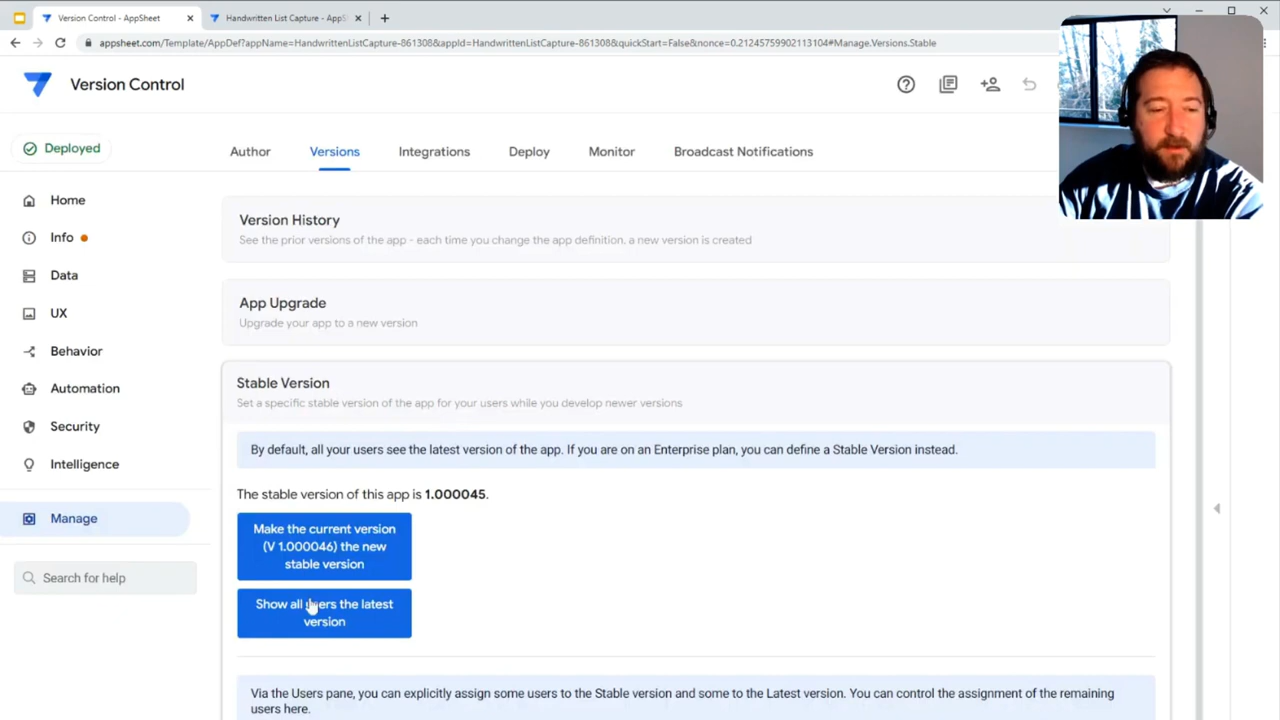 Version Control - AppSheet
Handwritten List Capture - AppS
appsheet.com/Template/AppDef?appName=HandwrittenListCapture-861308&appId=HandwrittenListCapture-861308&quickStart=False&nonce=0.21245759902113104#Manage.Versions.Stable
Version Control
Deployed
Author
Versions
Integrations
Deploy
Monitor
Broadcast Notifications
Home
Info
Data
UX
Behavior
Automation
Security
Intelligence
Manage
Search for help
Version History
See the prior versions of the app - each time you change the app definition, a new version is created
App Upgrade
Upgrade your app to a new version
Stable Version
Set a specific stable version of the app for your users while you develop newer versions
By default, all your users see the latest version of the app. If you are on an Enterprise plan, you can define a Stable Version instead.
The stable version of this app is 1.000045.
Make the current version
(V 1.000046) the new
stable version
Show all users the latest
version
Via the Users pane, you can explicitly assign some users to the Stable version and some to the Latest version. You can control the assignment of the remaining
users here.